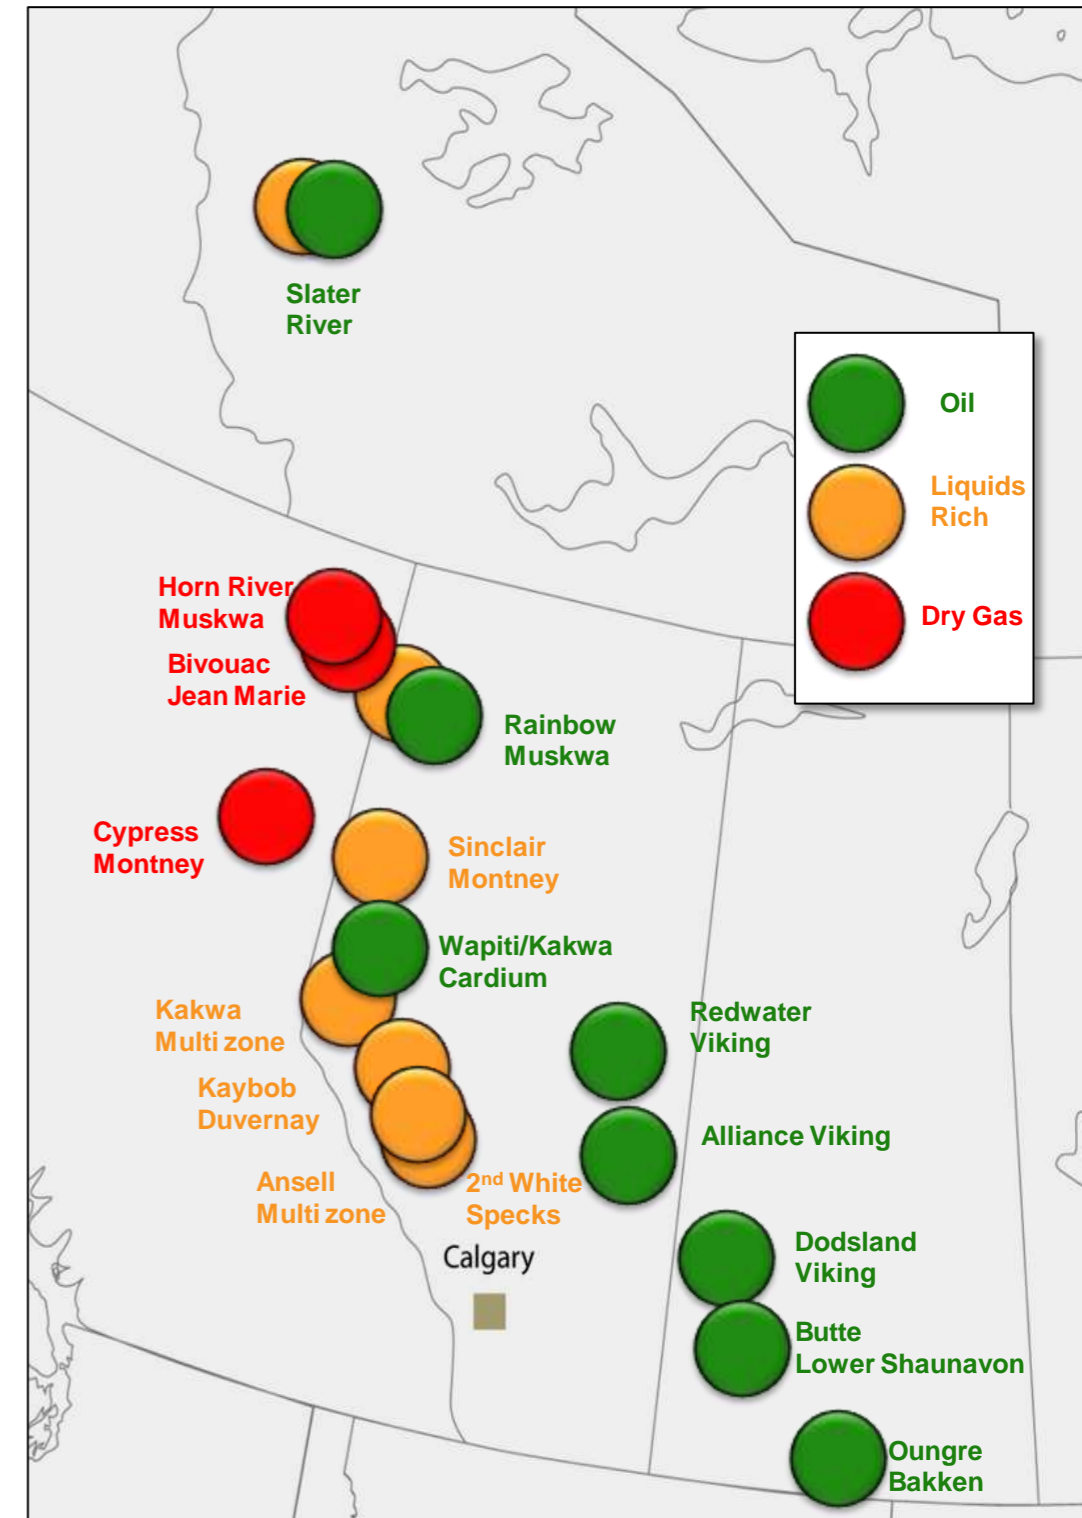 Slater
River
Oil
Liquids
Rich
Dry Gas
Horn River
Muskwa
Bivouac
Jean Marie
Rainbow
Muskwa
Cypress
Montney
Sinclair
Montney
Wapiti/Kakwa
Cardium
Kakwa
Multi zone
Redwater
Viking
Kaybob
Duvernay
Alliance Viking
Ansell
Multi zone
2nd White
Specks
Calgary
Dodsland
Viking
Butte
Lower Shaunavon
Oungre
Bakken